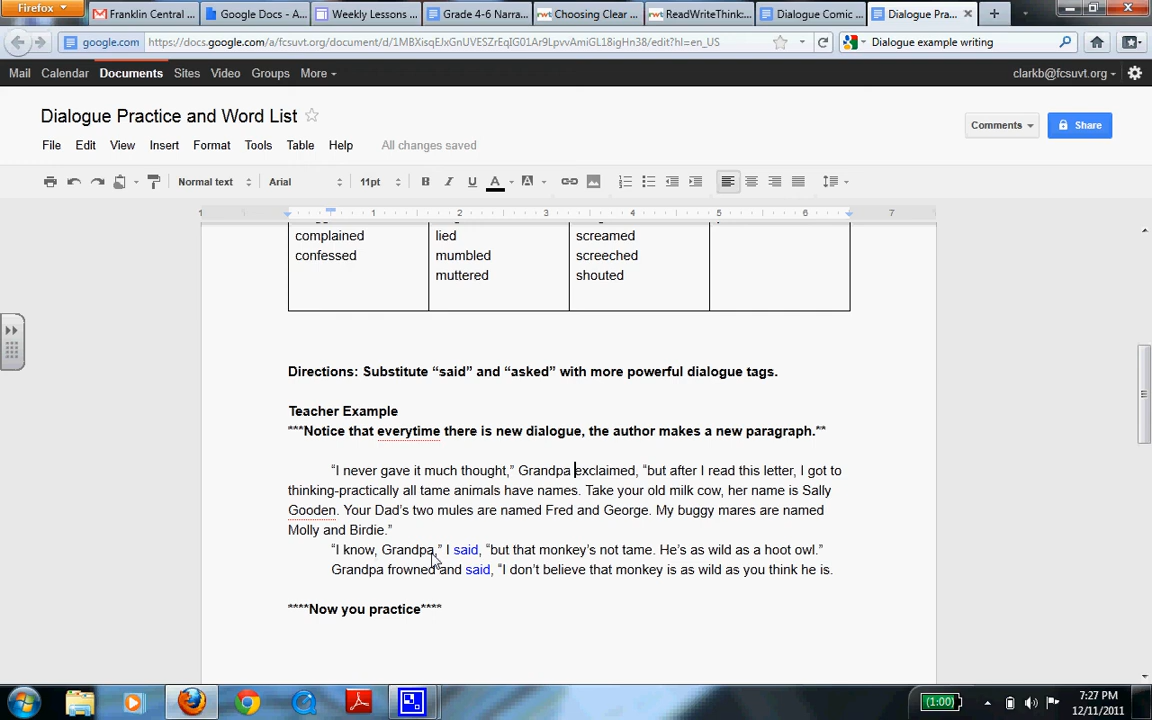 Firefox
Franklin Central ...
Google Docs - A...
Weekly Lessons ...
Grade 4-6 Narra...
Choosing Clear ...
ReadWriteThink:...
Dialogue Comic ...
Dialogue Pra...
google.com
https://docs.google.com/a/fcsuvt.org/document/d/1MBXisqEJxGnUVESZrEqIG01Ar9LpvvAmiGL18igHn38/edit?hl=en_US
Dialogue example writing
Mail Calendar Documents Sites Video Groups More
clarkb@fcsuvt.org
Dialogue Practice and Word List
Comments
Share
File Edit View Insert Format Tools Table Help All changes saved
Normal text Arial 11pt B I U A A
1 1 2 3 4 5 6 7
complained lied screamed
confessed mumbled screeched
muttered shouted
Directions: Substitute “said” and “asked” with more powerful dialogue tags.
Teacher Example
***Notice that everytime there is new dialogue, the author makes a new paragraph.**
“I never gave it much thought,” Grandpa exclaimed, “but after I read this letter, I got to
thinking-practically all tame animals have names. Take your old milk cow, her name is Sally
Gooden. Your Dad’s two mules are named Fred and George. My buggy mares are named
Molly and Birdie.”
“I know, Grandpa,” I said, “but that monkey’s not tame. He’s as wild as a hoot owl.”
Grandpa frowned and said, “I don’t believe that monkey is as wild as you think he is.
****Now you practice****
(1:00)
7:27 PM
12/11/2011